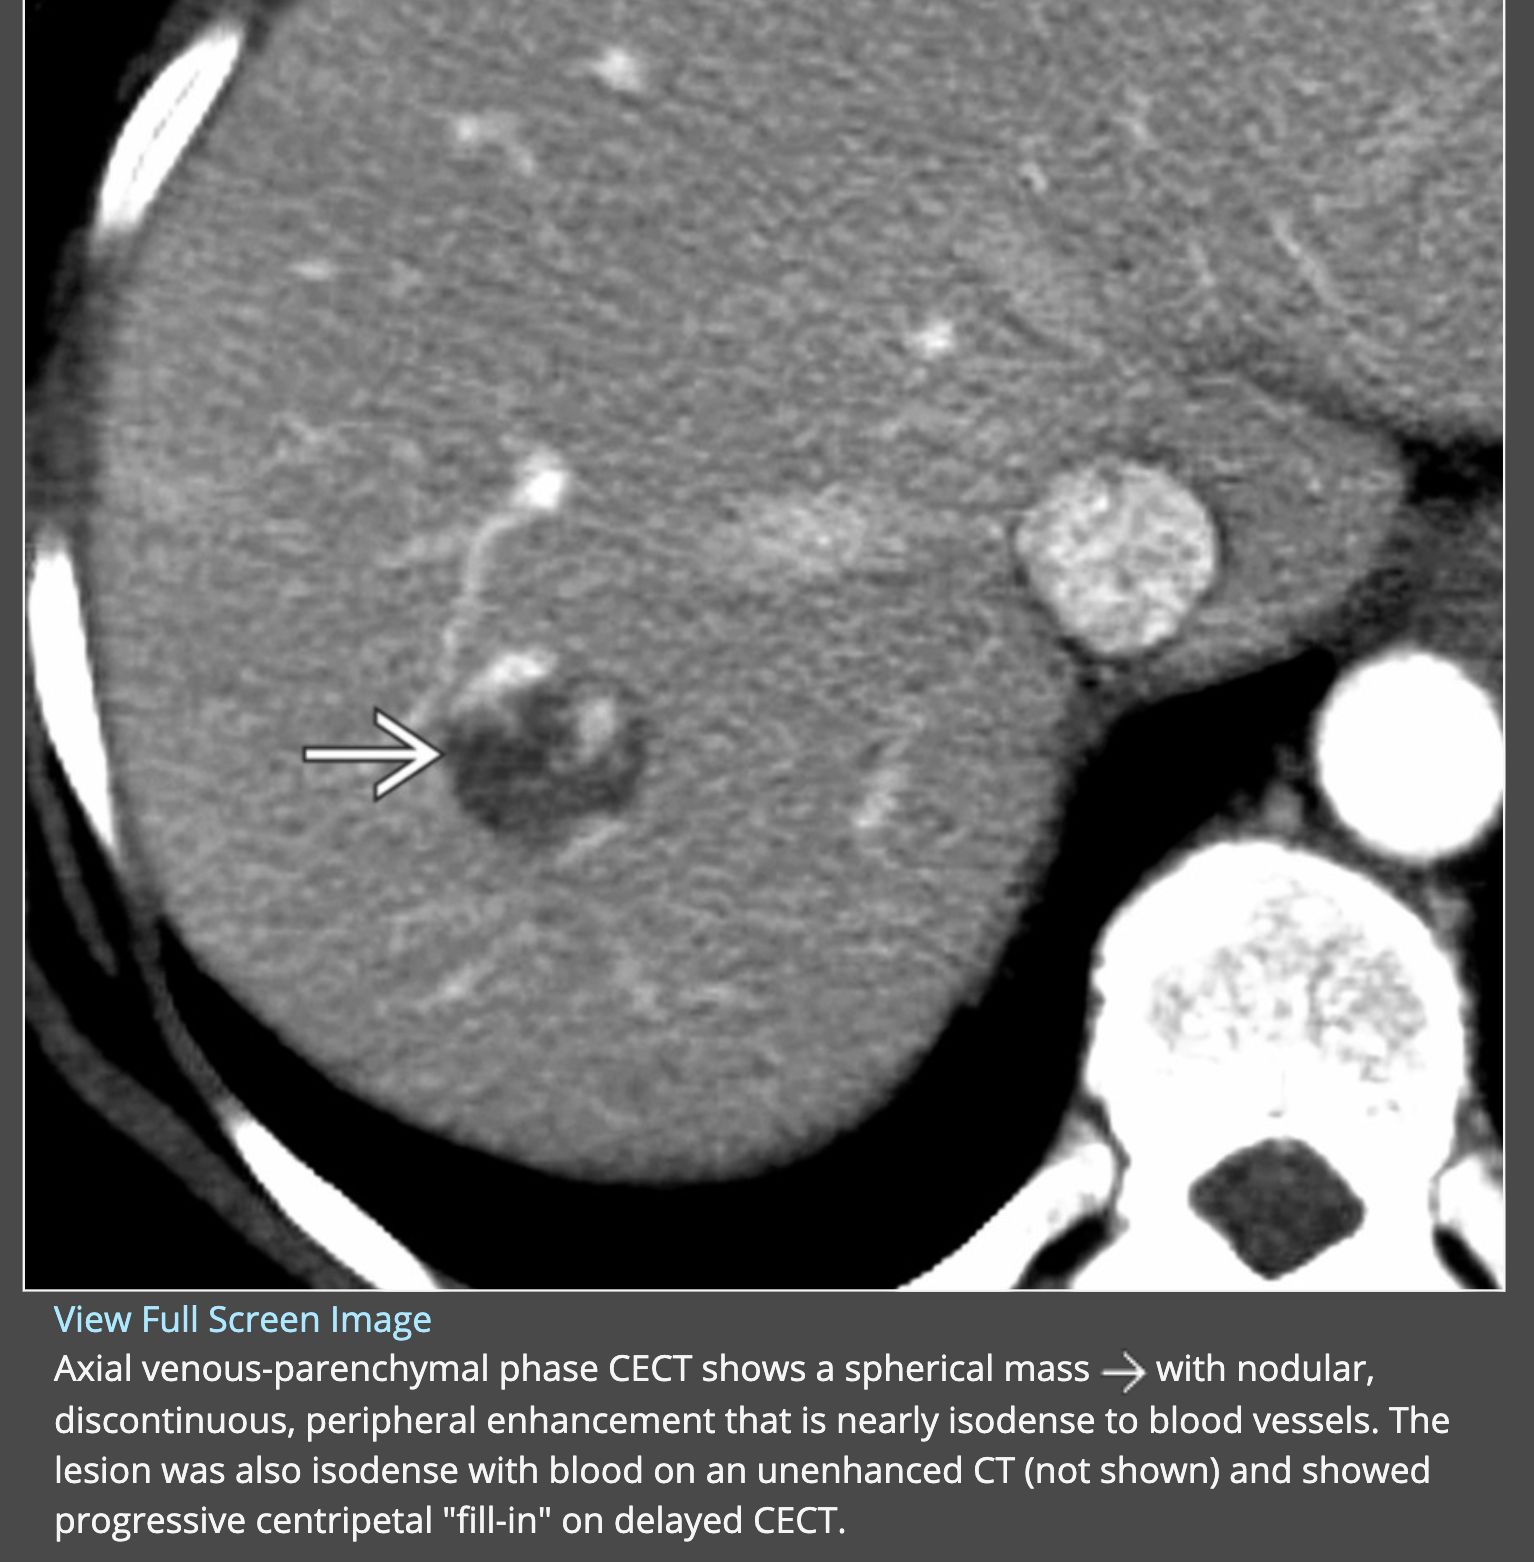 View Full Screen Image
Axial venous-parenchymal phase CECT shows a spherical mass → with nodular,
discontinuous, peripheral enhancement that is nearly isodense to blood vessels. The
lesion was also isodense with blood on an unenhanced CT (not shown) and showed
progressive centripetal "fill-in" on delayed CECT.